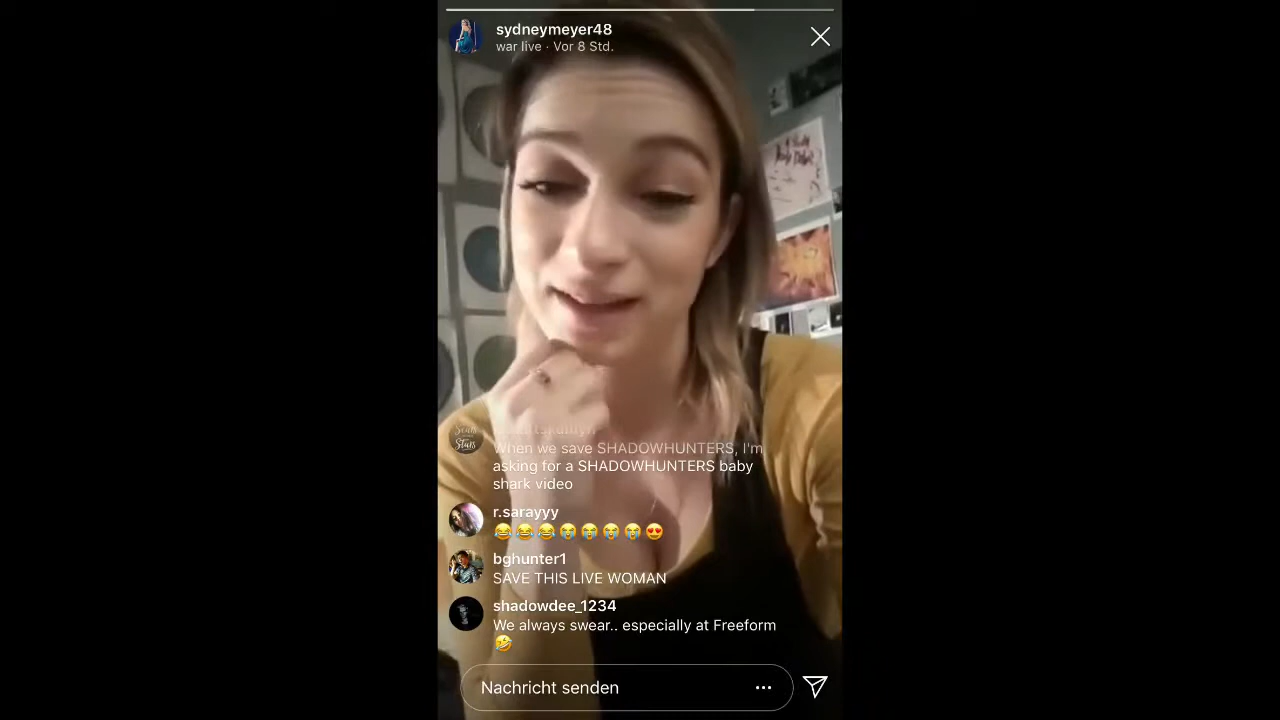 sydneymeyer48
war live · Vor 8 Std.
When we save SHADOWHUNTERS, I'm
asking for a SHADOWHUNTERS baby
shark video
r.sarayyy
😂😂😂😭😭😭😭😍
bghunter1
SAVE THIS LIVE WOMAN
shadowdee_1234
We always swear.. especially at Freeform
🤣
Nachricht senden